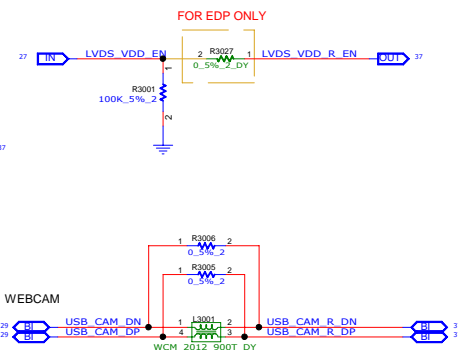 FOR EDP ONLY
27 IN LVDS_VDD_EN 2 R3027 1 LVDS_VDD_R_EN OUT 37
0_5%_2_DY
1
R3001
100K_5%_2
2
37
1 R3006 2
0_5%_2
1 R3005 2
0_5%_2
WEBCAM
29 BI USB_CAM_DN 1 L3001 2 USB_CAM_R_DN BI 3
29 BI USB_CAM_DP 4 3 USB_CAM_R_DP BI 3
WCM_2012_900T_DY